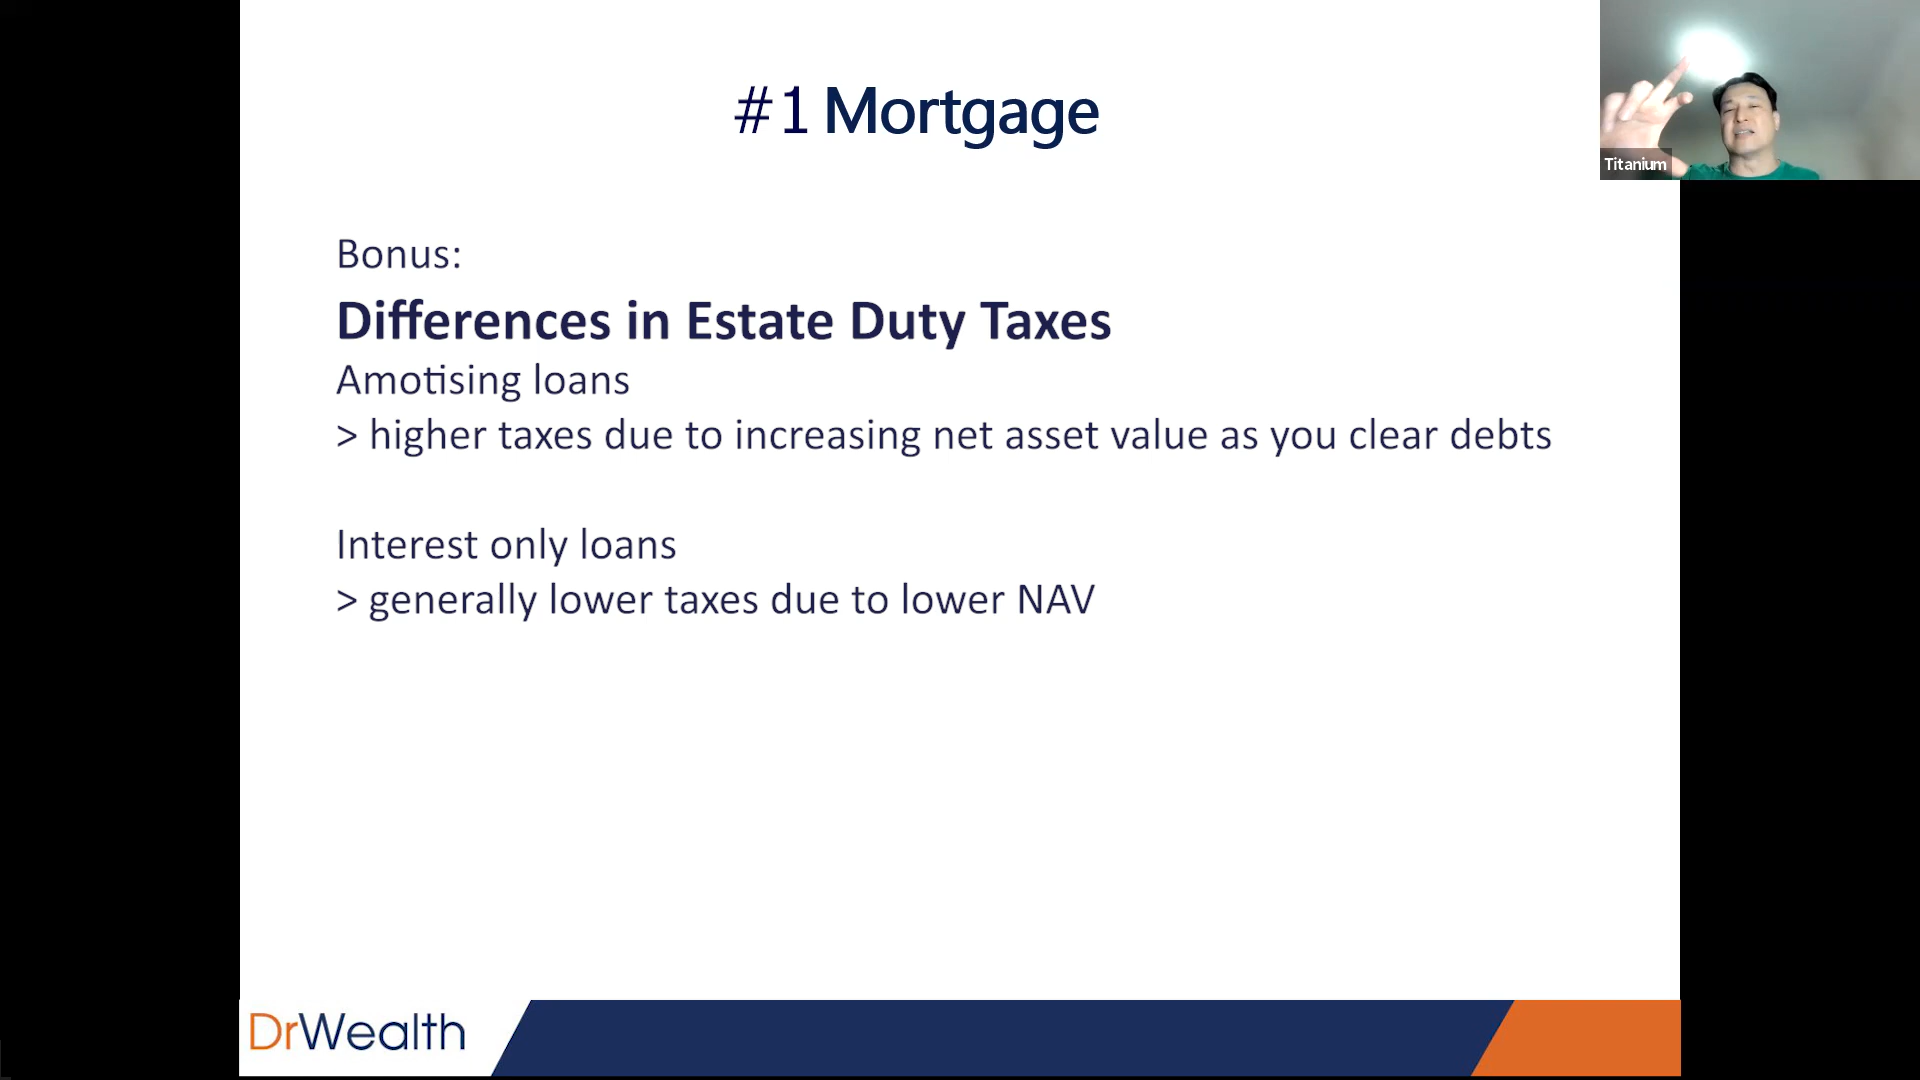 #1 Mortgage
Titanium
Bonus:
Differences in Estate Duty Taxes
Amotising loans
> higher taxes due to increasing net asset value as you clear debts
Interest only loans
> generally lower taxes due to lower NAV
DrWealth